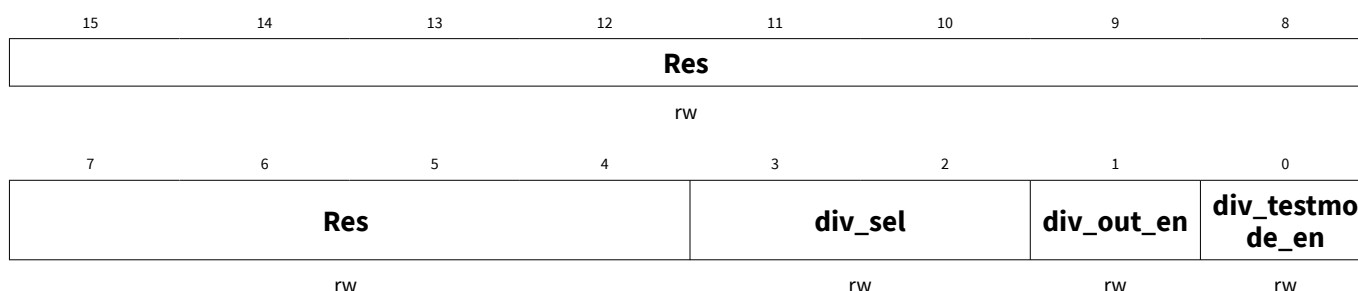 15 14 13 12 11 10 9 8
Res
rw
7 6 5 4 3 2 1 0
Res div_sel div_out_en div_testmo
de_en
rw rw rw rw